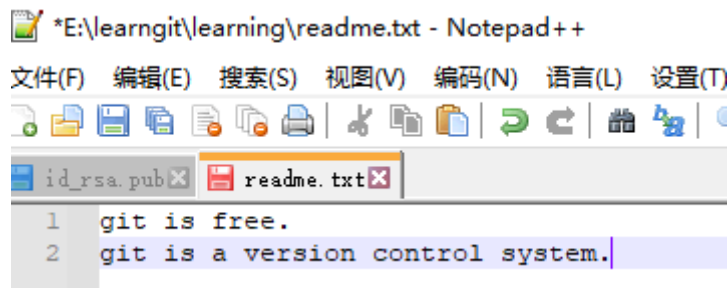 *E:\learngit\learning\readme.txt - Notepad++
文件(F) 编辑(E) 搜索(S) 视图(V) 编码(N) 语言(L) 设置(T)
id_rsa.pub readme.txt
1 git is free.
2 git is a version control system.